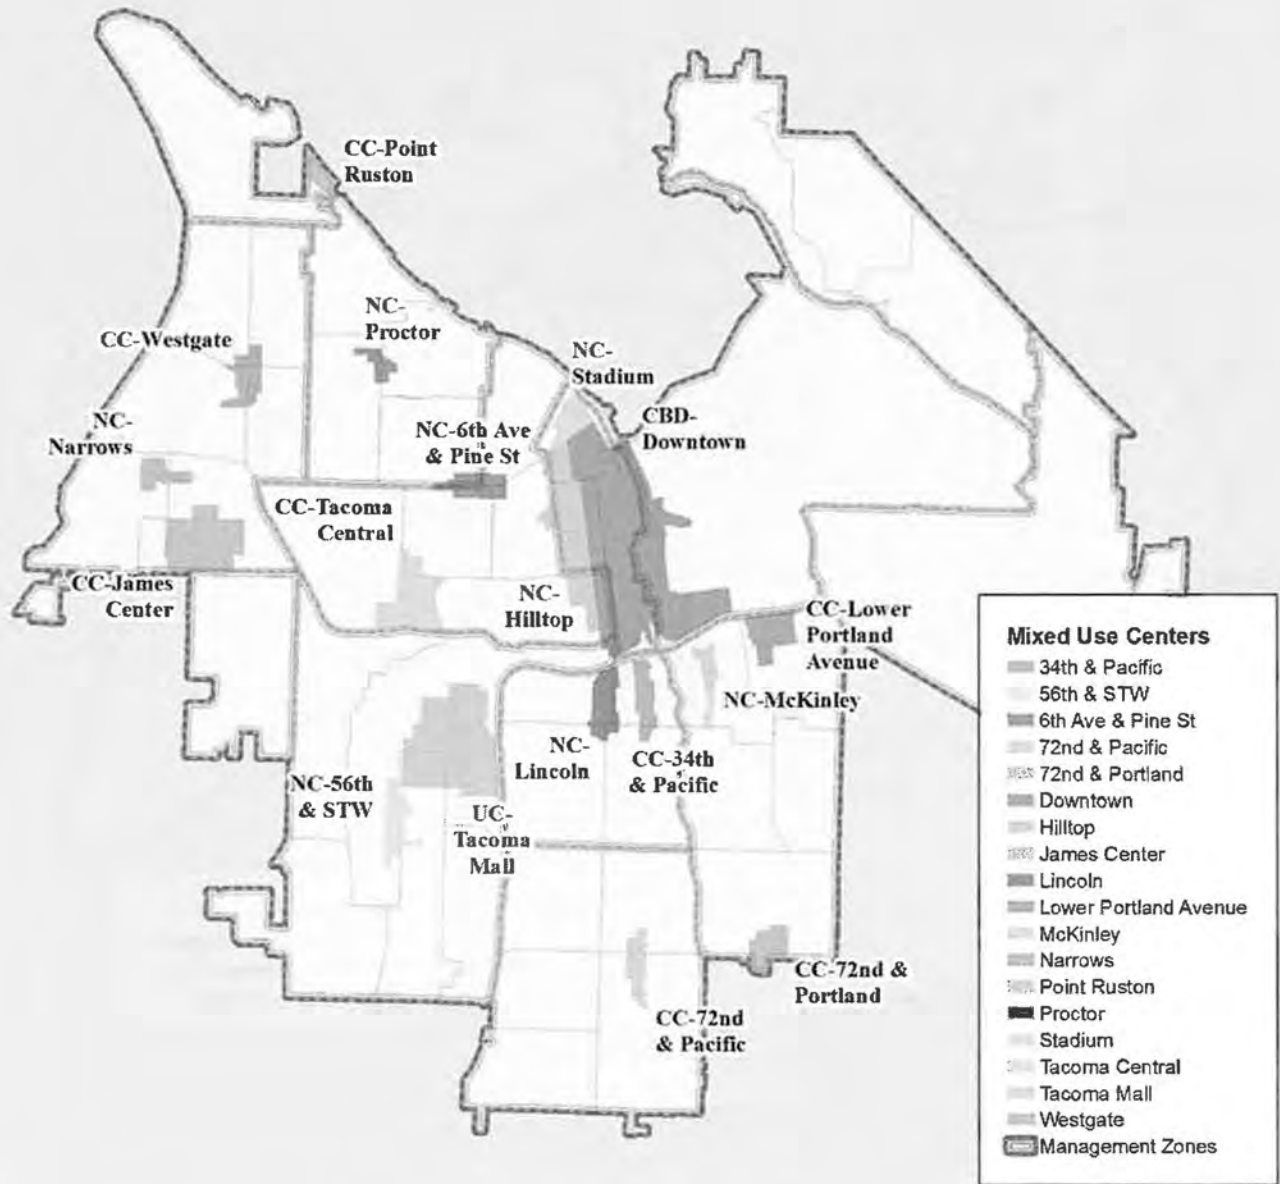 CC-Point
Ruston
NC-
Proctor
CC-Westgate
NC-
Stadium
NC-
Narrows
NC-6th Ave
& Pine St
CBD-
Downtown
CC-Tacoma
Central
CC-James
Center
NC-
Hilltop
CC-Lower
Portland
Avenue
NC-McKinley
NC-
Lincoln
CC-34th
& Pacific
NC-56th
& STW
UC-
Tacoma
Mall
CC-72nd &
Portland
CC-72nd
& Pacific
Mixed Use Centers
34th & Pacific
56th & STW
6th Ave & Pine St
72nd & Pacific
72nd & Portland
Downtown
Hilltop
James Center
Lincoln
Lower Portland Avenue
McKinley
Narrows
Point Ruston
Proctor
Stadium
Tacoma Central
Tacoma Mall
Westgate
Management Zones